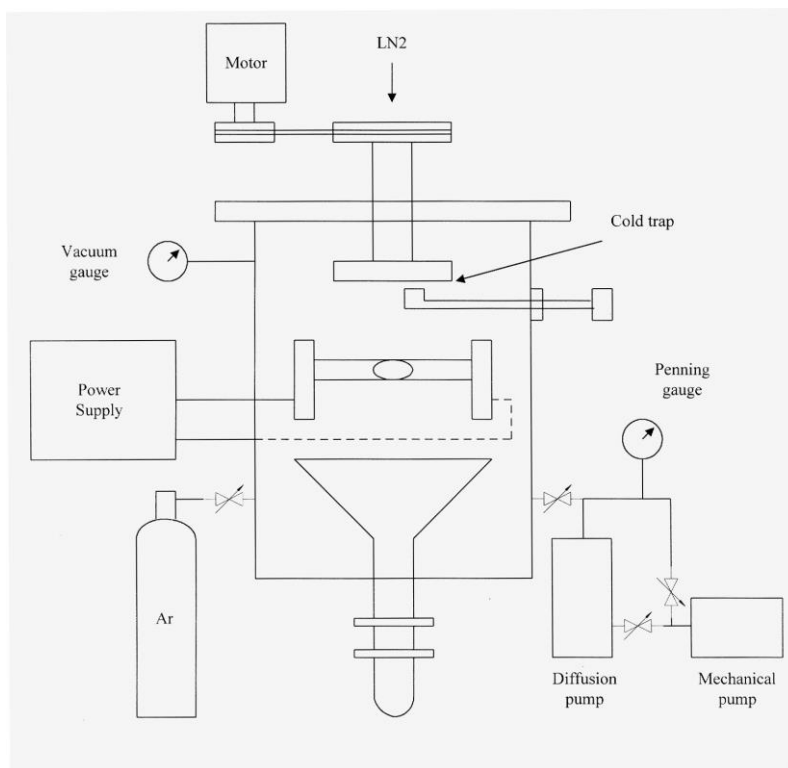 LN2
Motor
Cold trap
Vacuum
gauge
Power
Supply
Penning
gauge
Ar
Diffusion
pump
Mechanical
pump